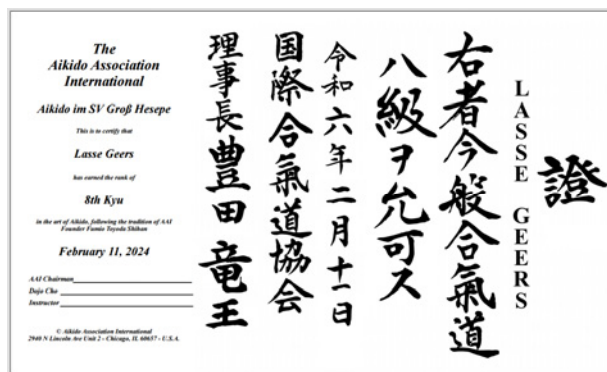 The
Aikido Association
International
Aikido im SV Groß Hesepe
This is to certify that
Lasse Geers
has earned the rank of
8th Kyu
in the art of Aikido, following the tradition of AAI
Founder Fumio Toyoda Shihan
February 11, 2024
AAI Chairman
Dojo Cho
Instructor
© Aikido Association International
2940 N Lincoln Ave Unit 2 - Chicago, IL 60657 - U.S.A.
證
LASSE GEERS
右者今般合氣道
八級ヲ允可ス
令和六年二月十一日
国際合氣道協会
理事長豊田竜王